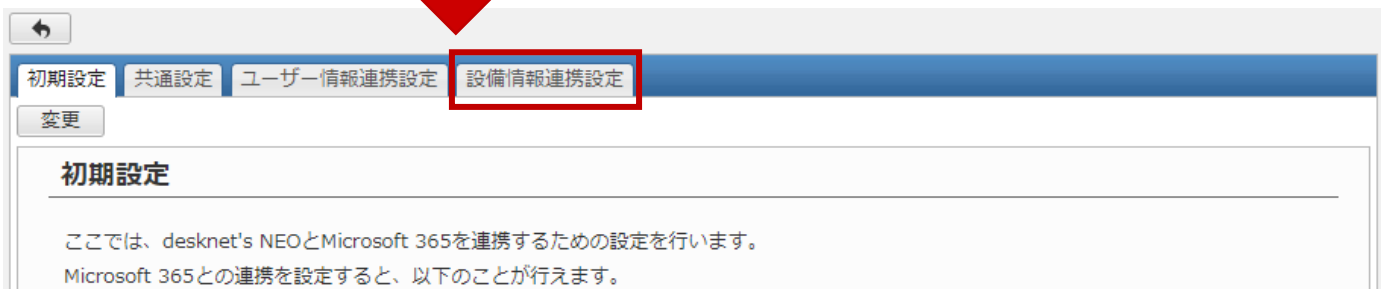 初期設定 共通設定 ユーザー情報連携設定 設備情報連携設定
変更
初期設定
ここでは、desknet's NEOとMicrosoft 365を連携するための設定を行います。
Microsoft 365との連携を設定すると、以下のことが行えます。